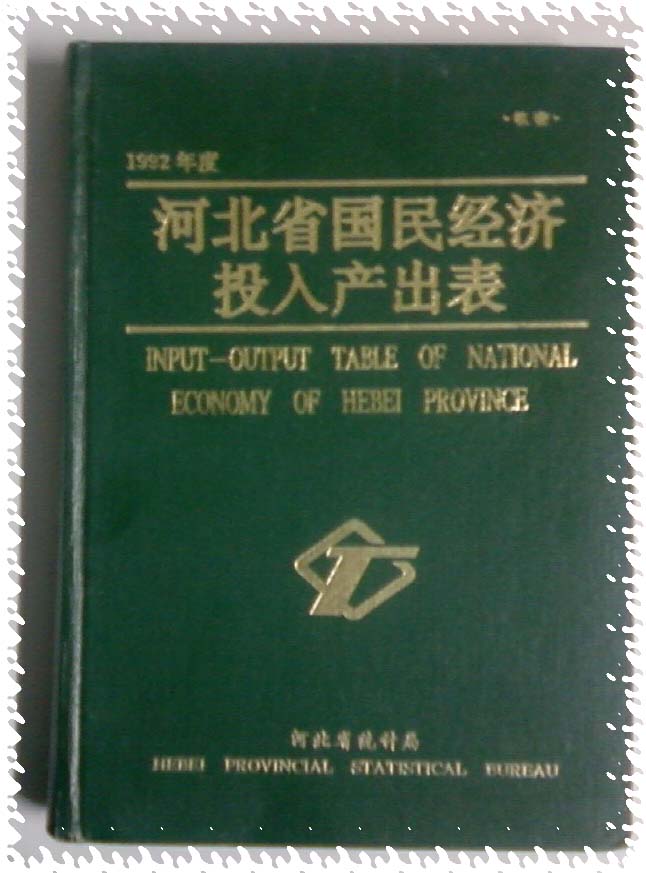 1992年度
河北省国民经济
投入产出表
INPUT—OUTPUT TABLE OF NATIONAL
ECONOMY OF HEBEI PROVINCE
河北省统计局
HEBEI PROVINCIAL STATISTICAL BUREAU